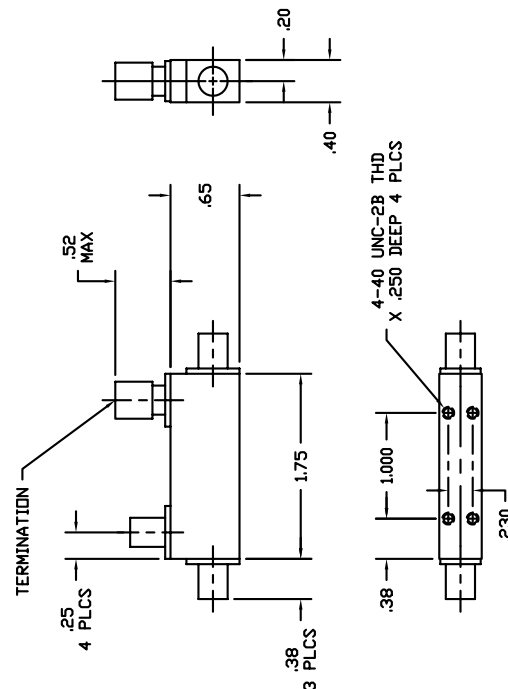 .20
.40
.65
.52
MAX
4-40 UNC-2B THD
X .250 DEEP 4 PLCS
TERMINATION
1.75
1.000
.230
.38
.25
4 PLCS
.38
3 PLCS